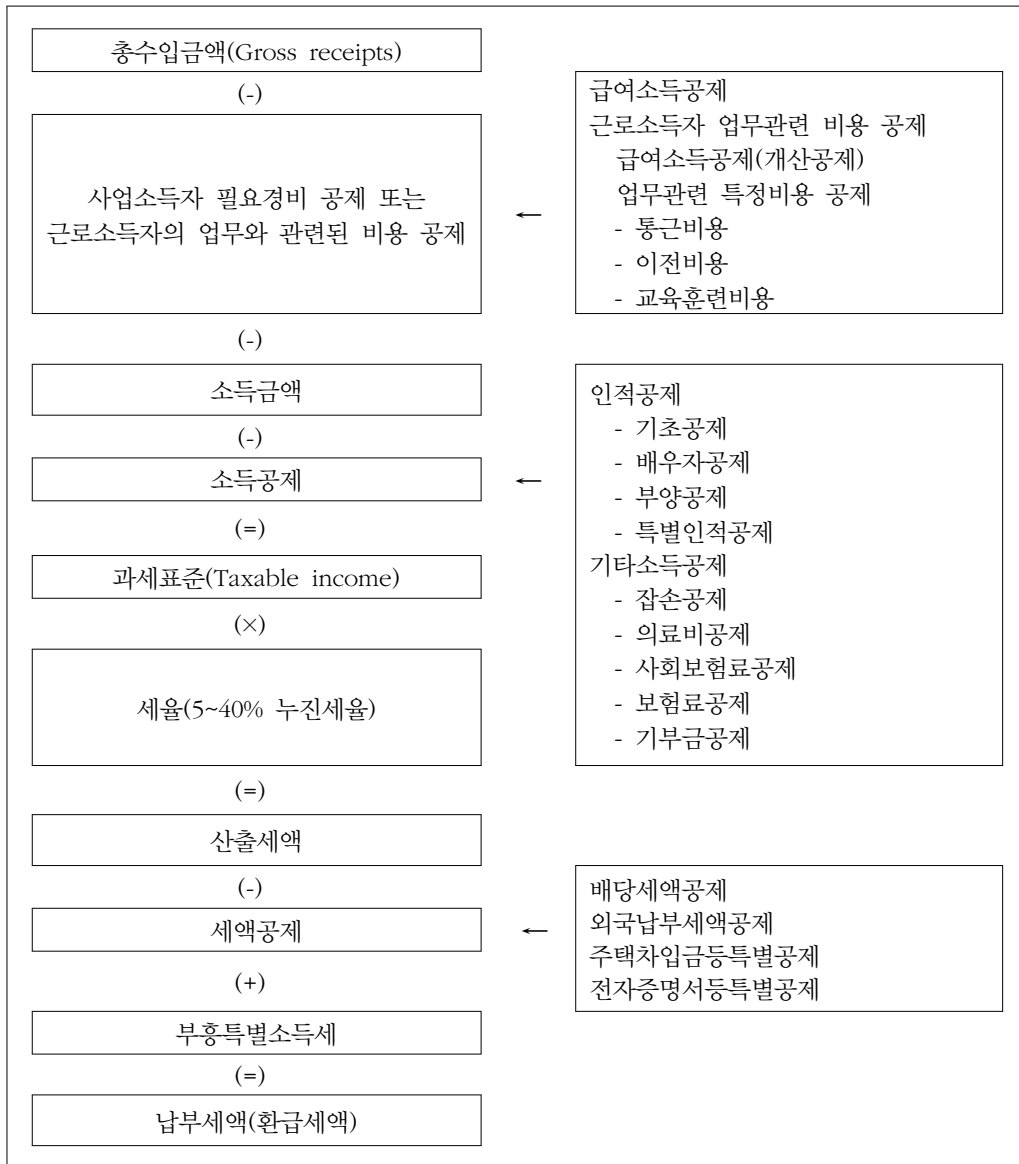 총수입금액(Gross receipts)
(-)
사업소득자 필요경비 공제 또는
근로소득자의 업무와 관련된 비용 공제
←
급여소득공제
근로소득자 업무관련 비용 공제
급여소득공제(개산공제)
업무관련 특정비용 공제
- 통근비용
- 이전비용
- 교육훈련비용
(-)
소득금액
(-)
소득공제
←
인적공제
- 기초공제
- 배우자공제
- 부양공제
- 특별인적공제
기타소득공제
- 잡손공제
- 의료비공제
- 사회보험료공제
- 보험료공제
- 기부금공제
(=)
과세표준(Taxable income)
(×)
세율(5~40% 누진세율)
(=)
산출세액
(-)
세액공제
←
배당세액공제
외국납부세액공제
주택차입금등특별공제
전자증명서등특별공제
(+)
부흥특별소득세
(=)
납부세액(환급세액)